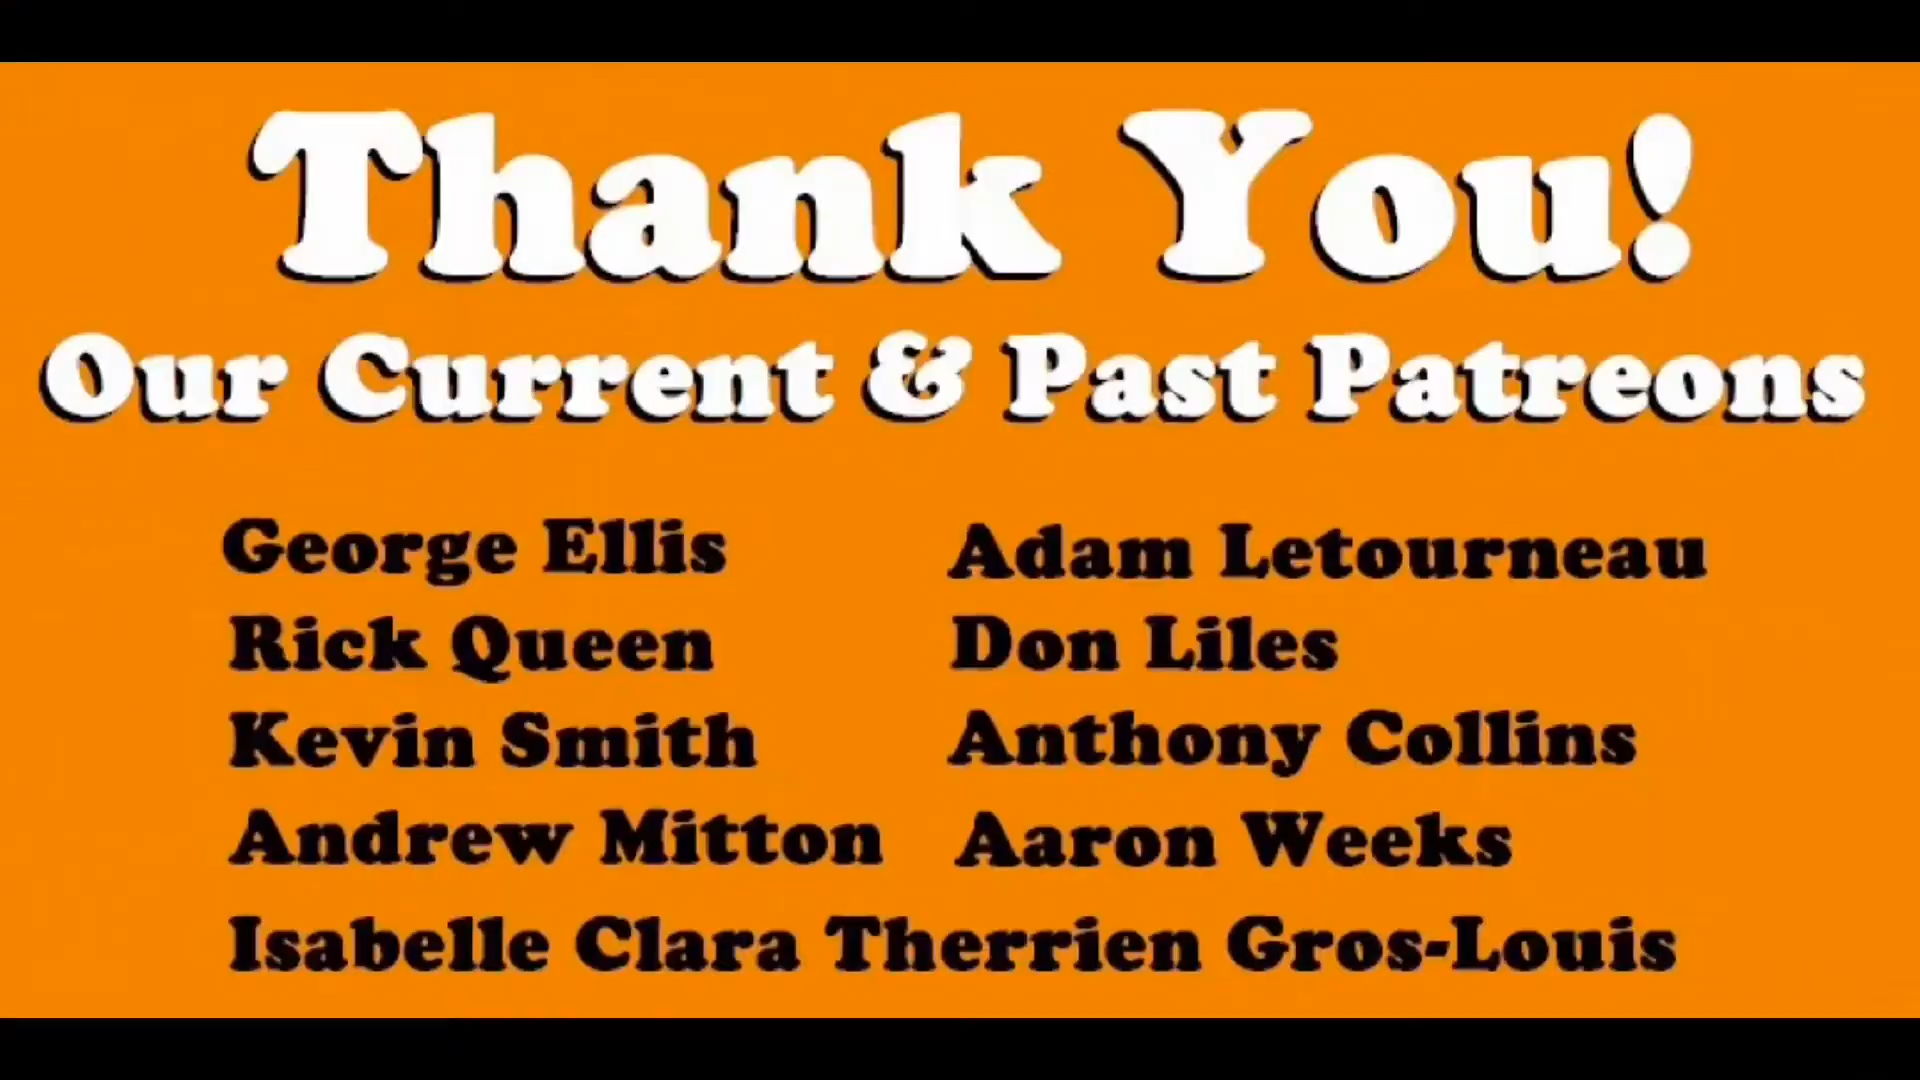 Thank You!
Our Current & Past Patreons
George Ellis
Adam Letourneau
Rick Queen
Don Liles
Kevin Smith
Anthony Collins
Andrew Mitton
Aaron Weeks
Isabelle Clara Therrien Gros-Louis